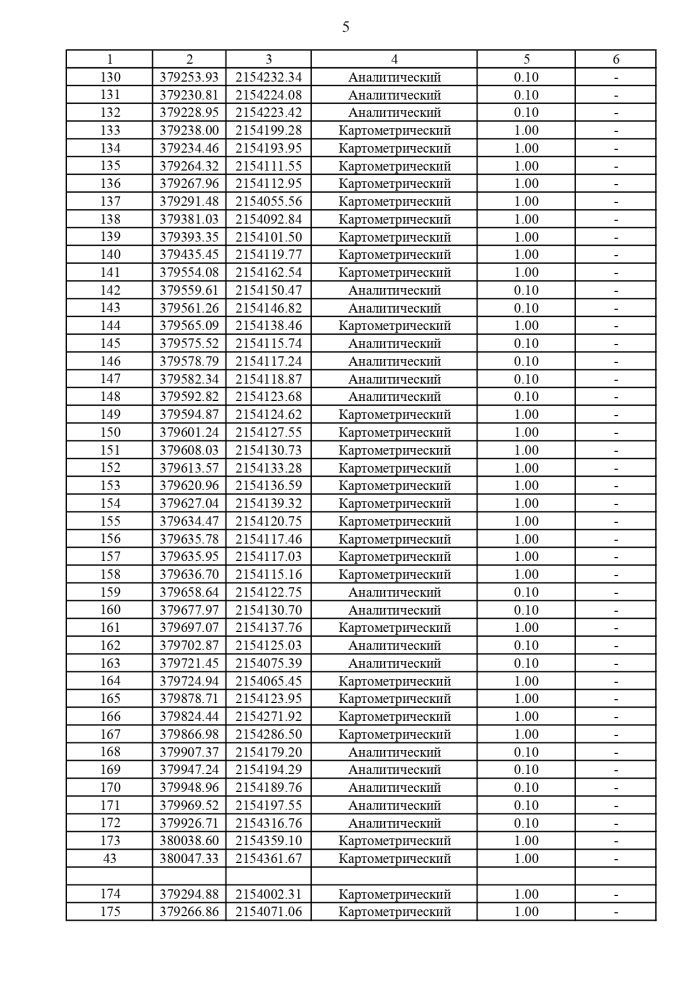 5
1 2 3 4 5 6
130 379253.93 2154232.34 Аналитический 0.10 -
131 379230.81 2154224.08 Аналитический 0.10 -
132 379228.95 2154223.42 Аналитический 0.10 -
133 379238.00 2154199.28 Картометрический 1.00 -
134 379234.46 2154193.95 Картометрический 1.00 -
135 379264.32 2154111.55 Картометрический 1.00 -
136 379267.96 2154112.95 Картометрический 1.00 -
137 379291.48 2154055.56 Картометрический 1.00 -
138 379381.03 2154092.84 Картометрический 1.00 -
139 379393.35 2154101.50 Картометрический 1.00 -
140 379435.45 2154119.77 Картометрический 1.00 -
141 379554.08 2154162.54 Картометрический 1.00 -
142 379559.61 2154150.47 Аналитический 0.10 -
143 379561.26 2154146.82 Аналитический 0.10 -
144 379565.09 2154138.46 Картометрический 1.00 -
145 379575.52 2154115.74 Аналитический 0.10 -
146 379578.79 2154117.24 Аналитический 0.10 -
147 379582.34 2154118.87 Аналитический 0.10 -
148 379592.82 2154123.68 Аналитический 0.10 -
149 379594.87 2154124.62 Картометрический 1.00 -
150 379601.24 2154127.55 Картометрический 1.00 -
151 379608.03 2154130.73 Картометрический 1.00 -
152 379613.57 2154133.28 Картометрический 1.00 -
153 379620.96 2154136.59 Картометрический 1.00 -
154 379627.04 2154139.32 Картометрический 1.00 -
155 379634.47 2154120.75 Картометрический 1.00 -
156 379635.78 2154117.46 Картометрический 1.00 -
157 379635.95 2154117.03 Картометрический 1.00 -
158 379636.70 2154115.16 Картометрический 1.00 -
159 379658.64 2154122.75 Аналитический 0.10 -
160 379677.97 2154130.70 Аналитический 0.10 -
161 379697.07 2154137.76 Картометрический 1.00 -
162 379702.87 2154125.03 Аналитический 0.10 -
163 379721.45 2154075.39 Аналитический 0.10 -
164 379724.94 2154065.45 Картометрический 1.00 -
165 379878.71 2154123.95 Картометрический 1.00 -
166 379824.44 2154271.92 Картометрический 1.00 -
167 379866.98 2154286.50 Картометрический 1.00 -
168 379907.37 2154179.20 Аналитический 0.10 -
169 379947.24 2154194.29 Аналитический 0.10 -
170 379948.96 2154189.76 Аналитический 0.10 -
171 379969.52 2154197.55 Аналитический 0.10 -
172 379926.71 2154316.76 Аналитический 0.10 -
173 380038.60 2154359.10 Картометрический 1.00 -
43 380047.33 2154361.67 Картометрический 1.00 -
174 379294.88 2154002.31 Картометрический 1.00 -
175 379266.86 2154071.06 Картометрический 1.00 -